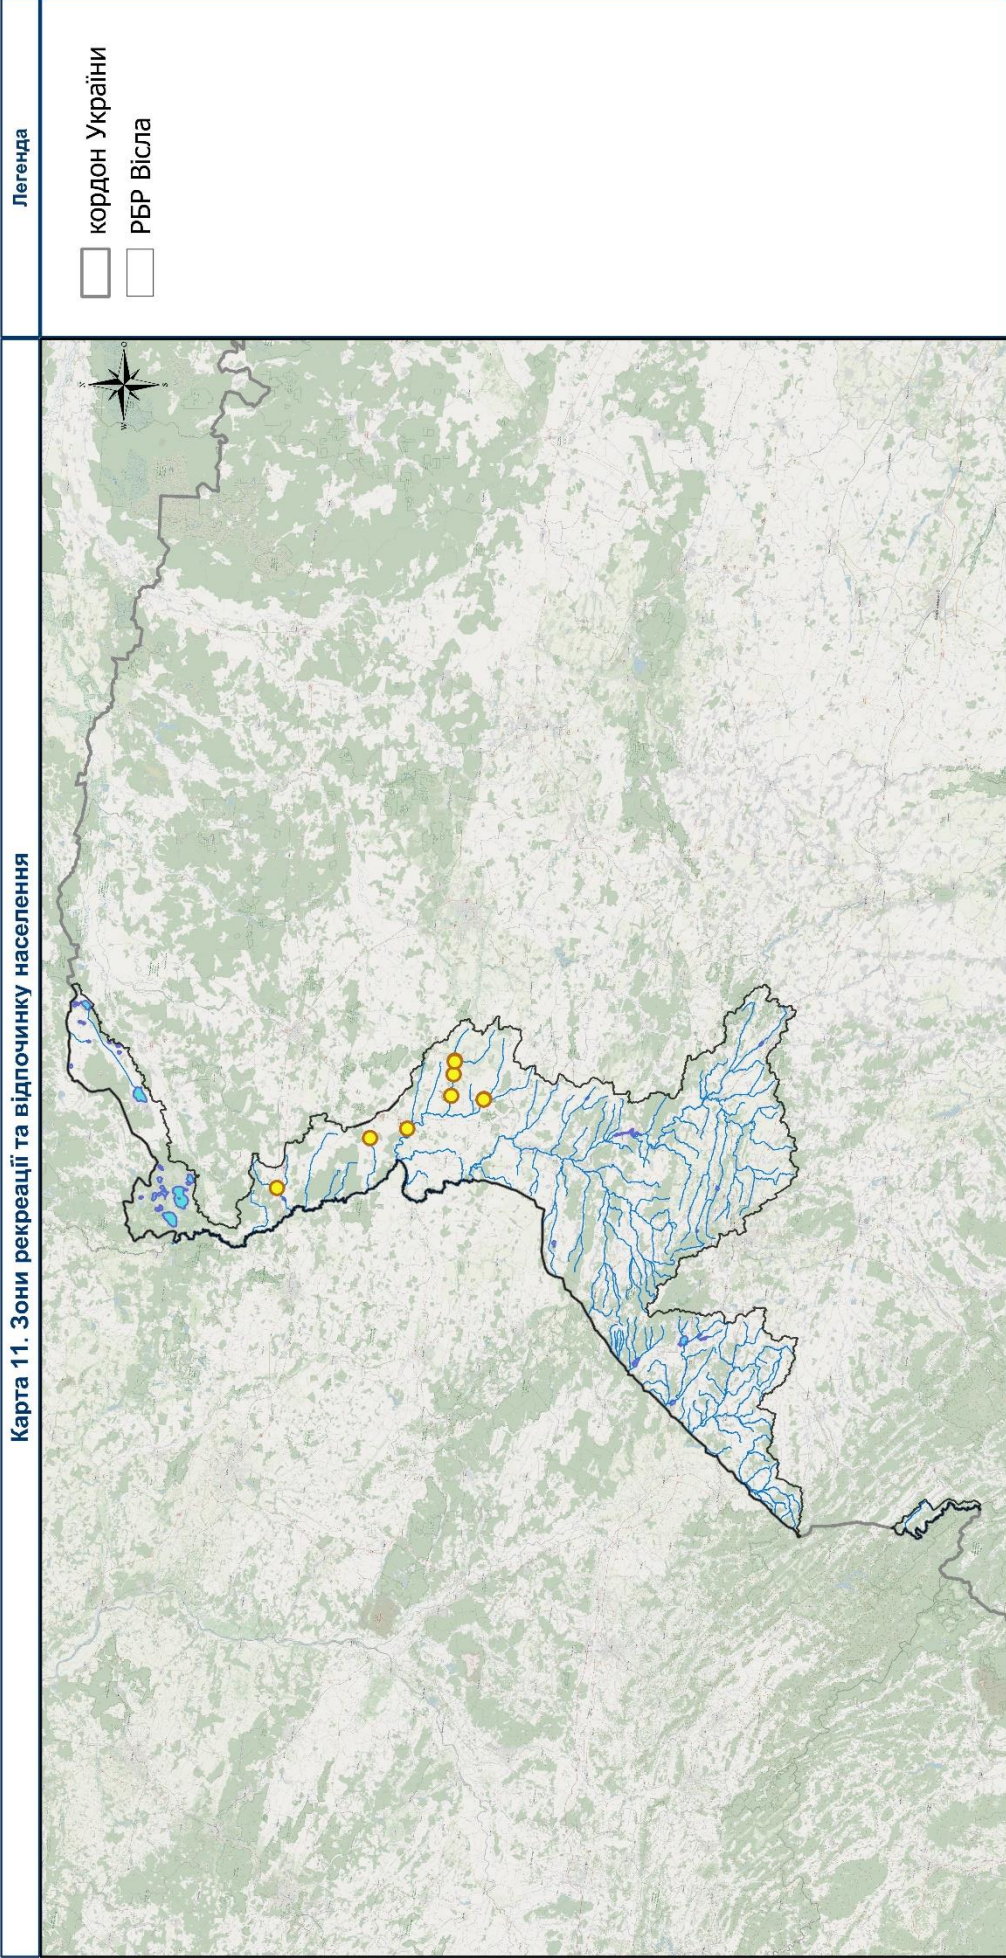 Карта 11. Зони рекреації та відпочинку населення
Легенда
кордон України
РБР Вісла